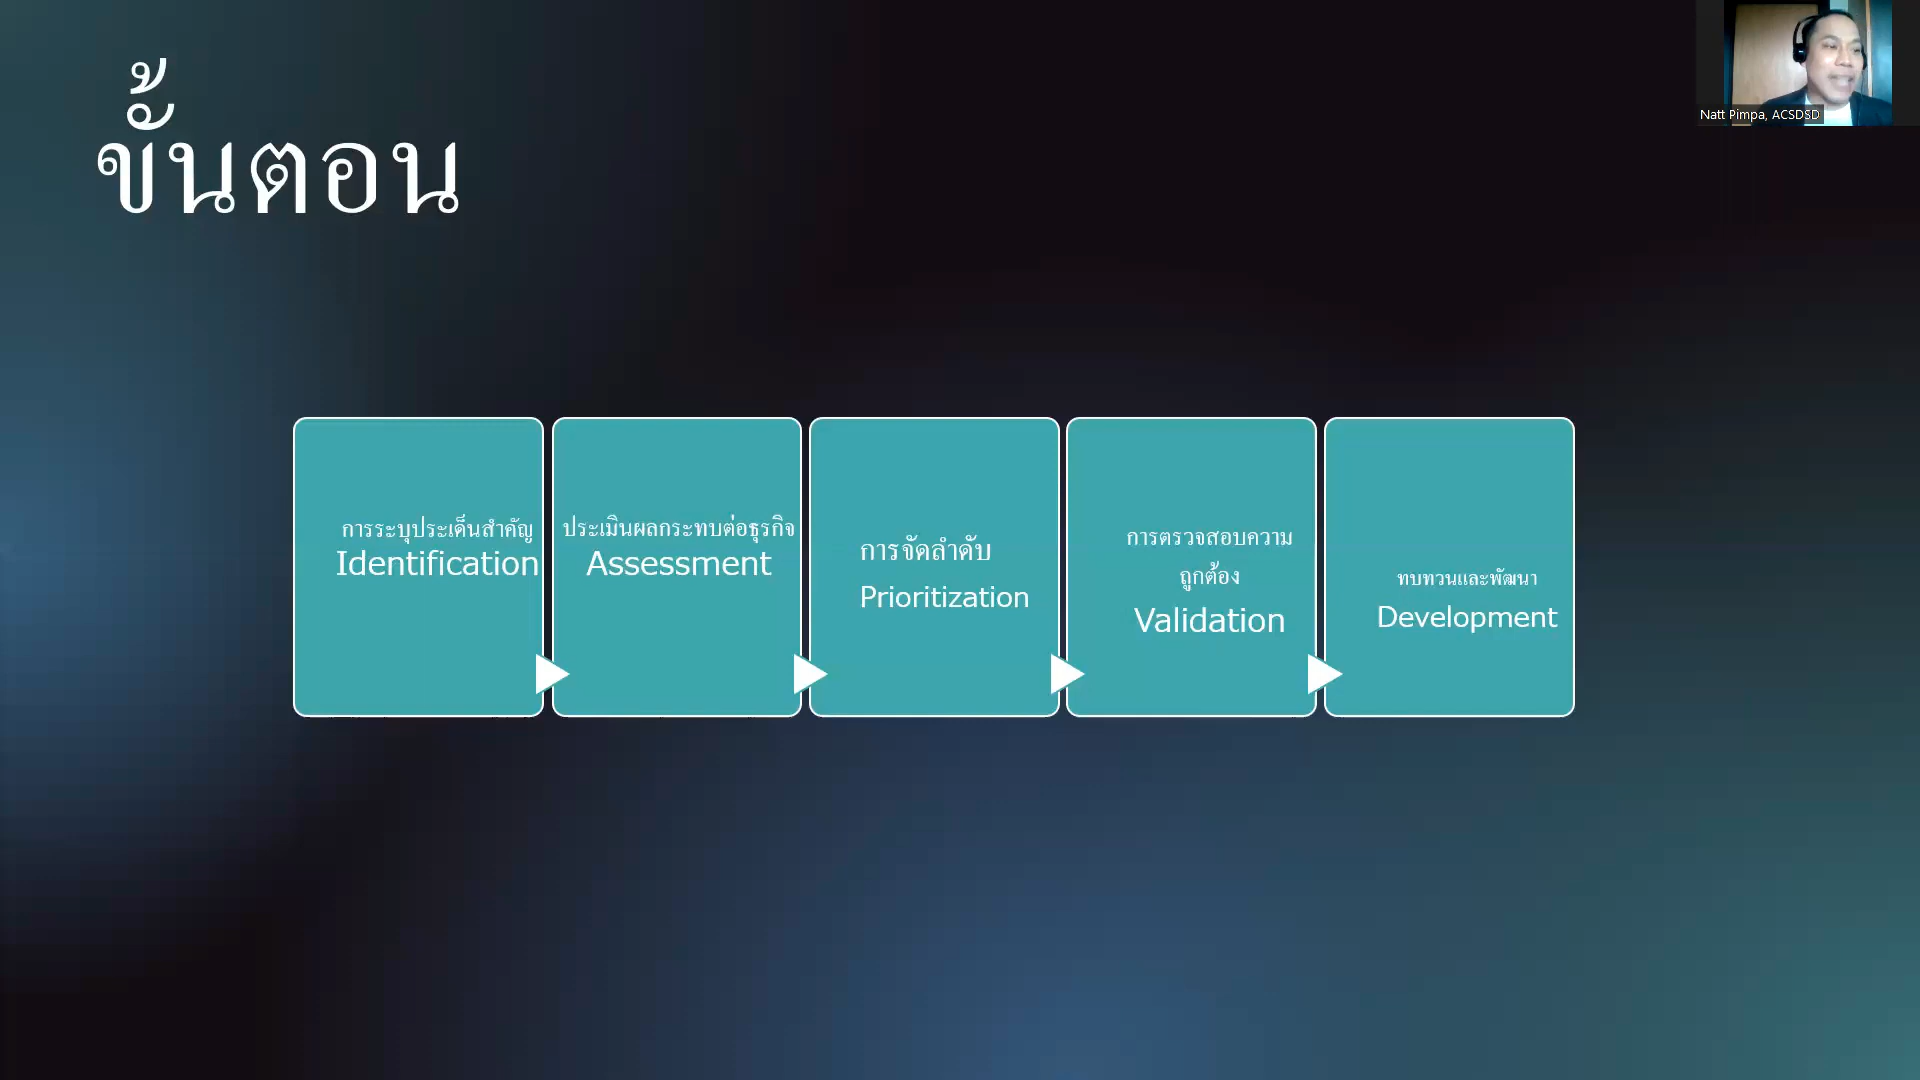 ขั้นตอน
Natt Pimpa, ACSDSD
การระบุประเด็นสำคัญ
Identification
ประเมินผลกระทบต่อธุรกิจ
Assessment
การจัดลำดับ
Prioritization
การตรวจสอบความ
ถูกต้อง
Validation
ทบทวนและพัฒนา
Development